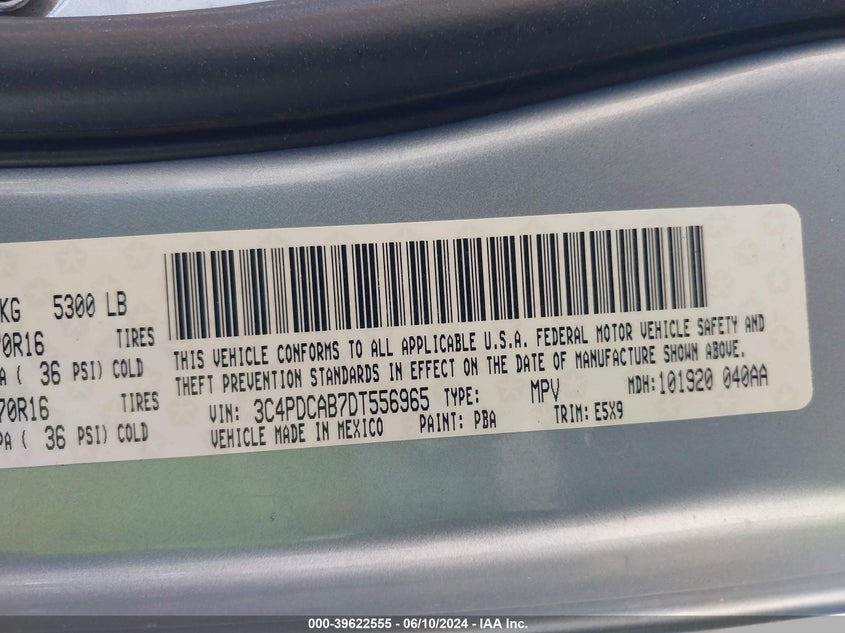 KG 5300 LB
70R16 TIRES
A ( 36 PSI) COLD
70R16 TIRES
PA ( 36 PSI) COLD
THIS VEHICLE CONFORMS TO ALL APPLICABLE U.S.A. FEDERAL MOTOR VEHICLE SAFETY AND
THEFT PREVENTION STANDARDS IN EFFECT ON THE DATE OF MANUFACTURE SHOWN ABOVE.
VIN: 3C4PDCAB7DT556965 TYPE: MPV MDH: 101920 040AA
VEHICLE MADE IN MEXICO PAINT: PBA TRIM: E5X9
000-39622555 - 06/10/2024 - IAA Inc.